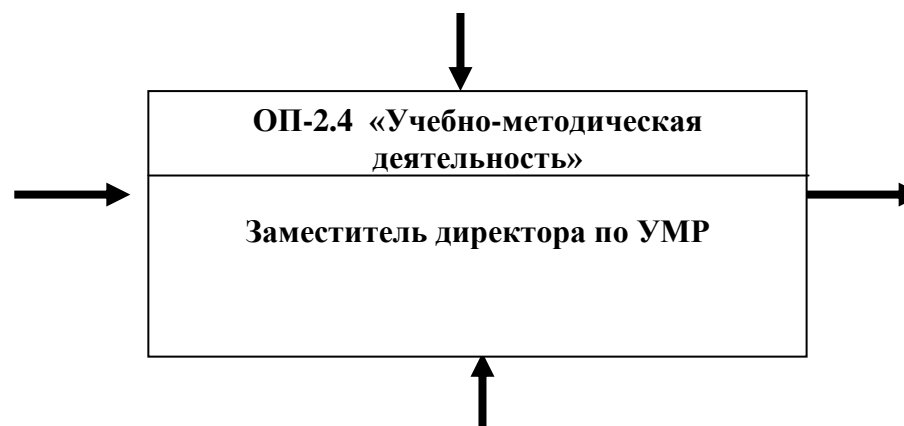 ОП-2.4 «Учебно-методическая
деятельность»
Заместитель директора по УМР